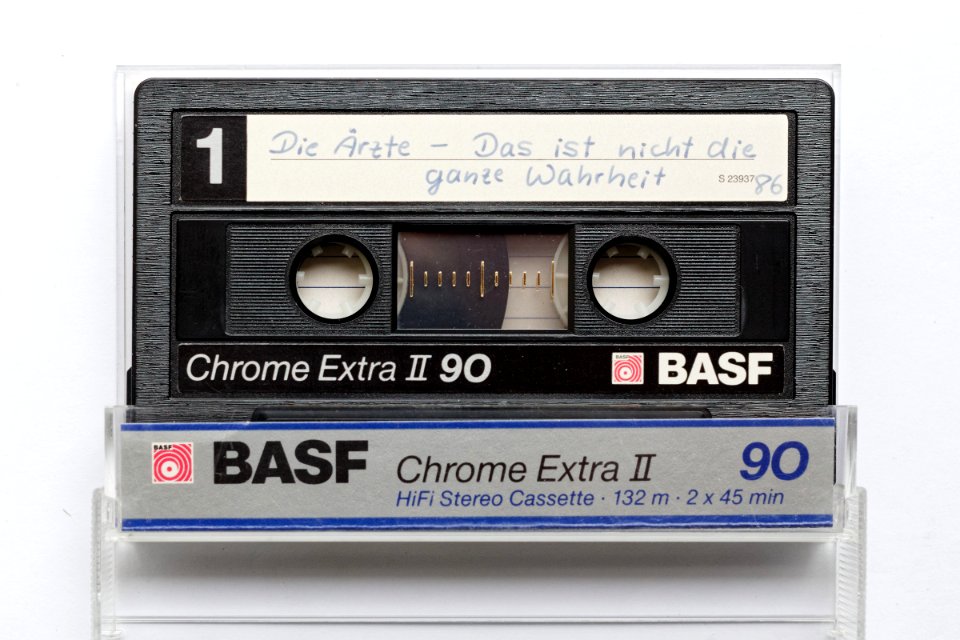 1
Die Ärzte – Das ist nicht die
ganze Wahrheit
S 23937
86
Chrome Extra II 90
BASF
BASF
BASF
BASF
Chrome Extra II
90
HiFi Stereo Cassette · 132 m · 2 x 45 min